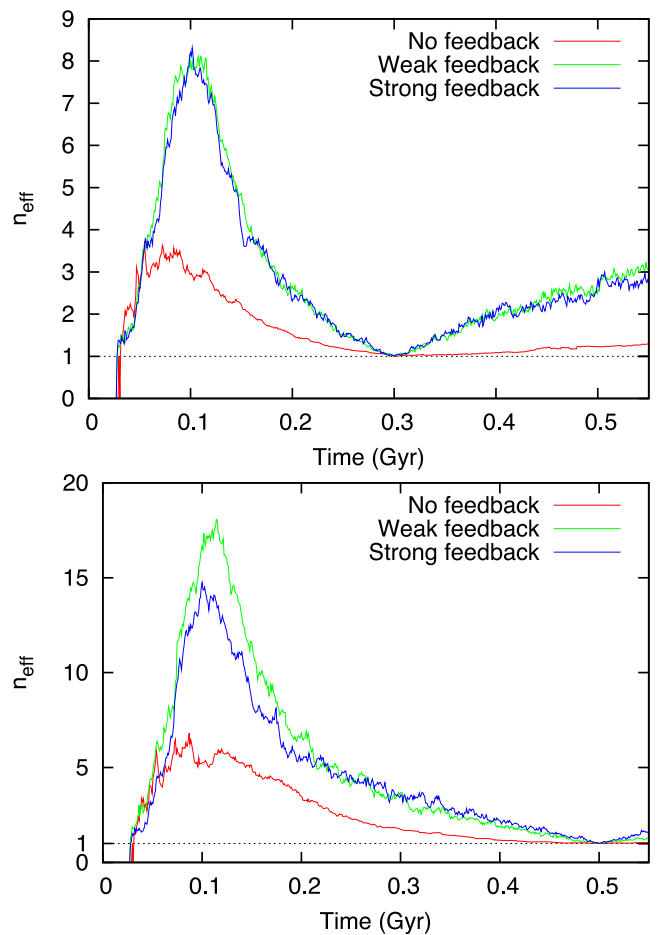 9
8
7
6
5
4
3
2
1
0
n_eff
No feedback
Weak feedback
Strong feedback
0 0.1 0.2 0.3 0.4 0.5
Time (Gyr)
20
15
10
5
1
0
n_eff
No feedback
Weak feedback
Strong feedback
0 0.1 0.2 0.3 0.4 0.5
Time (Gyr)